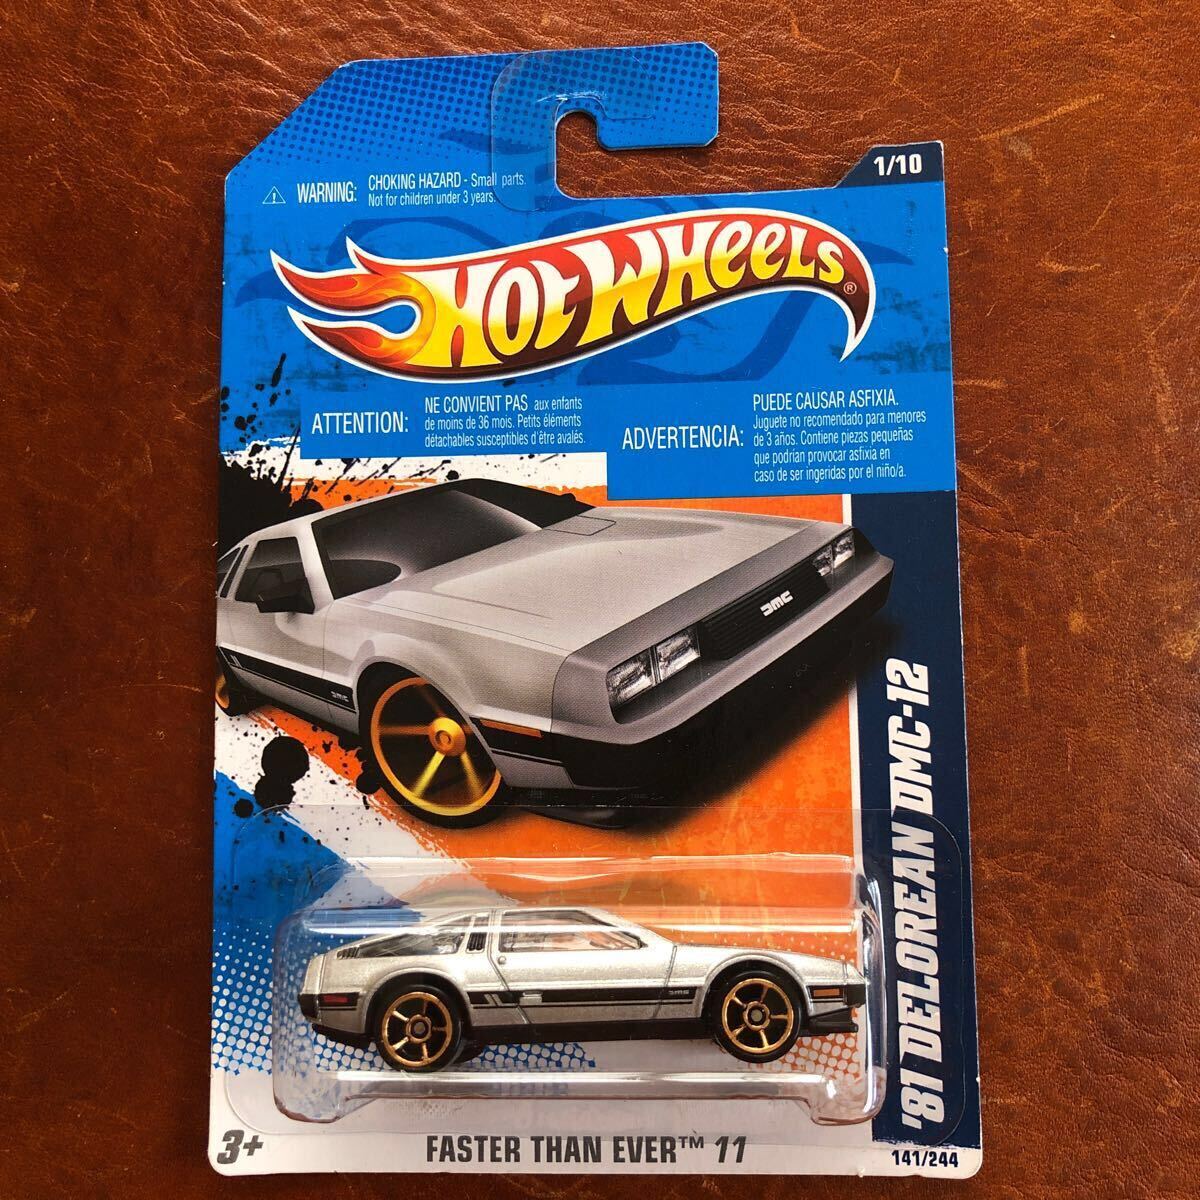 1/10
WARNING: CHOKING HAZARD - Small parts.
Not for children under 3 years.
HOT WHEELS®
ATTENTION: NE CONVIENT PAS aux enfants
de moins de 36 mois. Petits éléments
détachables susceptibles d'être avalés.
ADVERTENCIA: PUEDE CAUSAR ASFIXIA.
Juguete no recomendado para menores
de 3 años. Contiene piezas pequeñas
que podrían provocar asfixia en
caso de ser ingeridas por el niño/a.
DMC
DMC
'81 DELOREAN DMC-12
DMC
3+
FASTER THAN EVER™ 11
141/244